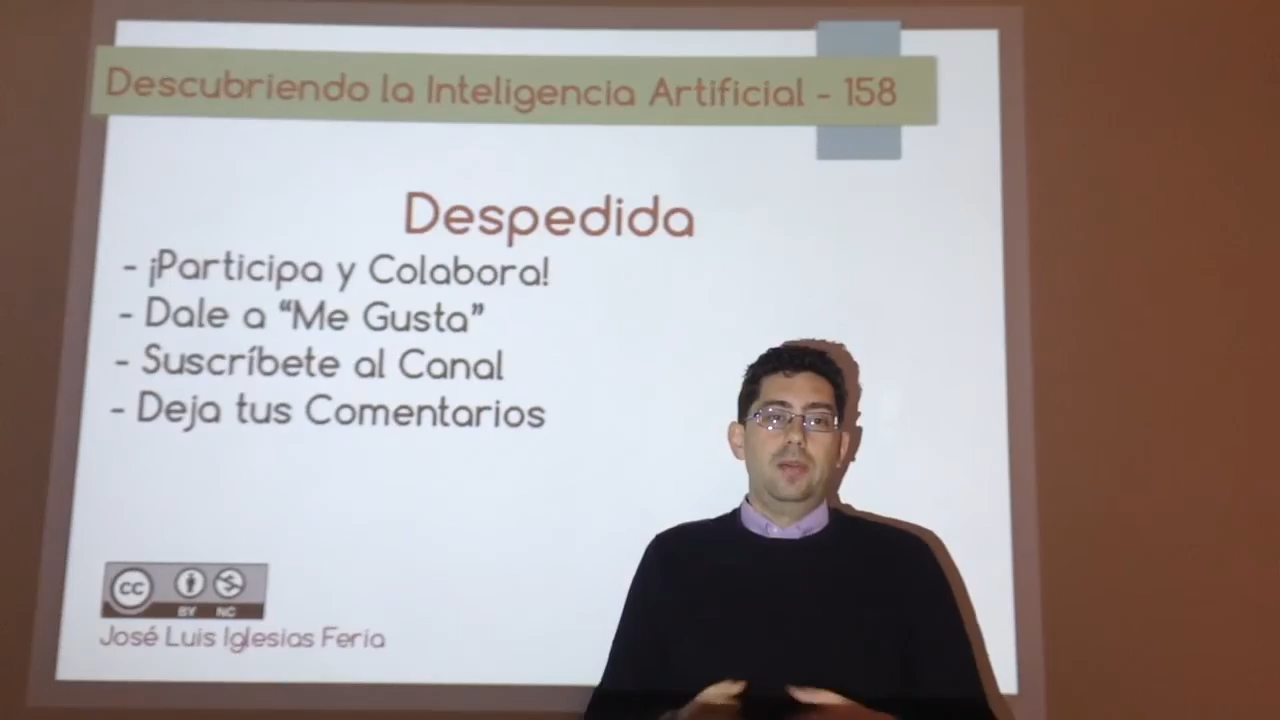 Descubriendo la Inteligencia Artificial - 158
Despedida
- ¡Participa y Colabora!
- Dale a “Me Gusta”
- Suscríbete al Canal
- Deja tus Comentarios
cc
BY NC
José Luis Iglesias Feria